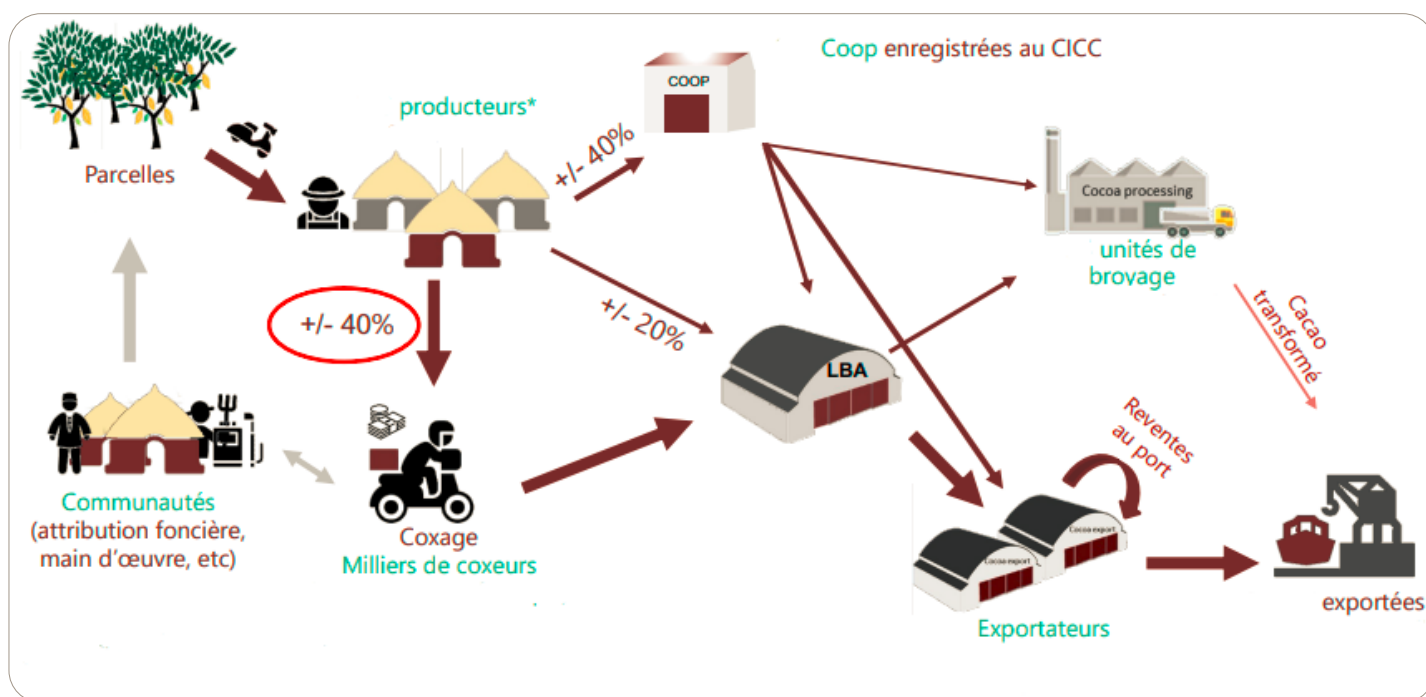 Coop enregistrées au CICC
COOP
producteurs*
+/- 40%
Parcelles
Cocoa processing
unités de
broyage
+/- 40%
+/- 20%
LBA
Cacao
transformé
Reventes
au port
Communautés
(attribution foncière,
main d'œuvre, etc)
Coxage
Milliers de coxeurs
Cocoa export
Cocoa export
Exportateurs
exportées